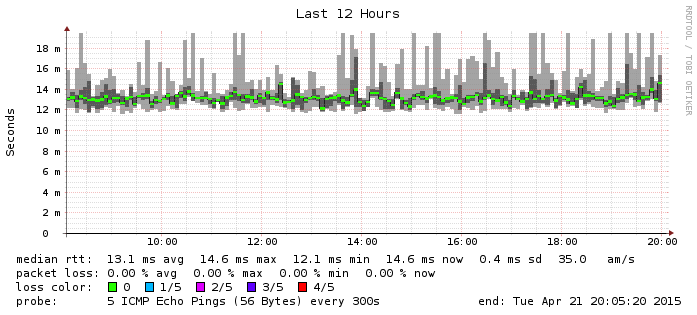 Last 12 Hours
RRDTOOL / TOBI OETIKER
Seconds
18 m
16 m
14 m
12 m
10 m
8 m
6 m
4 m
2 m
0
10:00 12:00 14:00 16:00 18:00 20:00
median rtt: 13.1 ms avg 14.6 ms max 12.1 ms min 14.6 ms now 0.4 ms sd 35.0 am/s
packet loss: 0.00 % avg 0.00 % max 0.00 % min 0.00 % now
loss color: 0 1/5 2/5 3/5 4/5
probe: 5 ICMP Echo Pings (56 Bytes) every 300s end: Tue Apr 21 20:05:20 2015